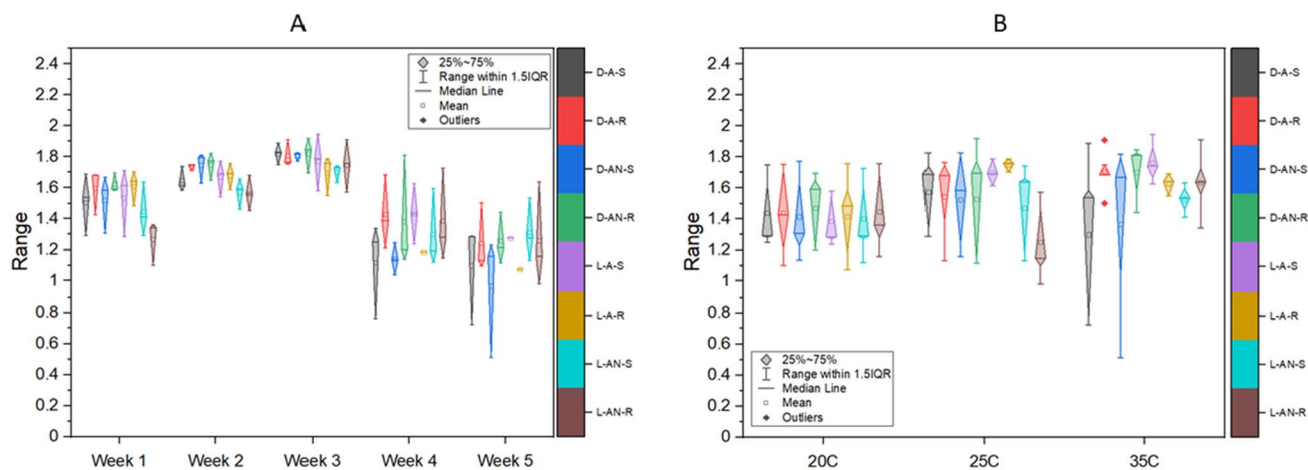 A
Range
2.4
2.2
2
1.8
1.6
1.4
1.2
1
0.8
0.6
0.4
0.2
0
25%~75%
Range within 1.5IQR
Median Line
Mean
Outliers
Week 1 Week 2 Week 3 Week 4 Week 5
D-A-S
D-A-R
D-AN-S
D-AN-R
L-A-S
L-A-R
L-AN-S
L-AN-R
B
Range
2.4
2.2
2
1.8
1.6
1.4
1.2
1
0.8
0.6
0.4
0.2
0
25%~75%
Range within 1.5IQR
Median Line
Mean
Outliers
20C 25C 35C
D-A-S
D-A-R
D-AN-S
D-AN-R
L-A-S
L-A-R
L-AN-S
L-AN-R